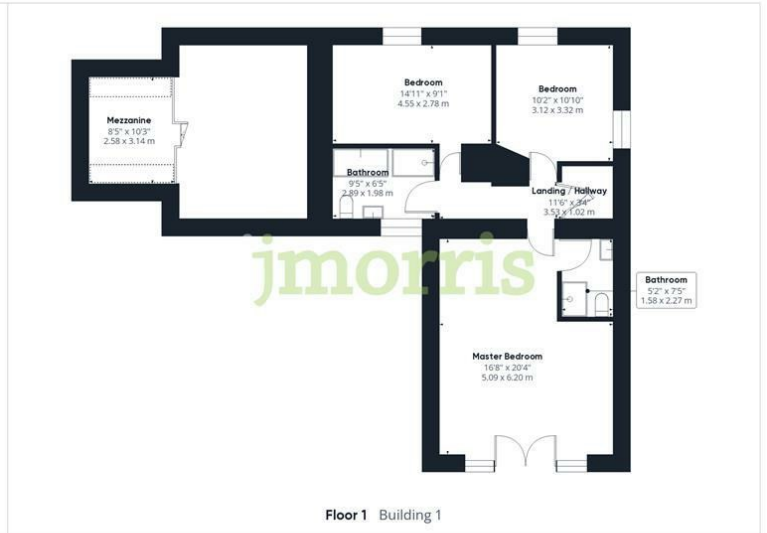 Mezzanine
8'5" x 10'3"
2.58 x 3.14 m
Bedroom
14'11" x 9'1"
4.55 x 2.78 m
Bedroom
10'2" x 10'10"
3.12 x 3.32 m
Bathroom
9'5" x 6'5"
2.89 x 1.98 m
Landing / Hallway
11'6" x 3'4"
3.53 x 1.02 m
jmorris
Bathroom
5'2" x 7'5"
1.58 x 2.27 m
Master Bedroom
16'8" x 20'4"
5.09 x 6.20 m
Floor 1 Building 1